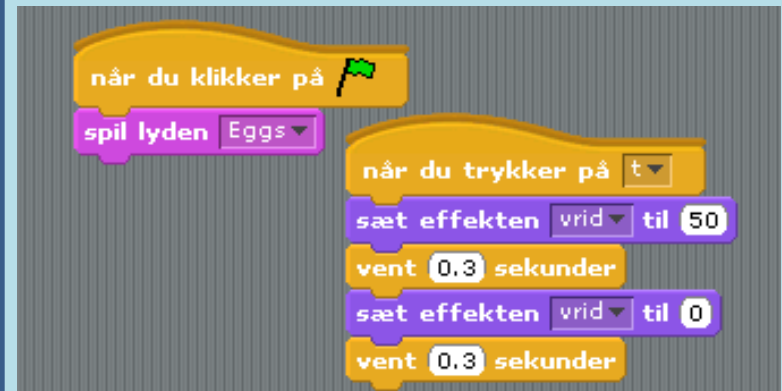 når du klikker på
spil lyden Eggs
når du trykker på t
sæt effekten vrid til 50
vent 0.3 sekunder
sæt effekten vrid til 0
vent 0.3 sekunder